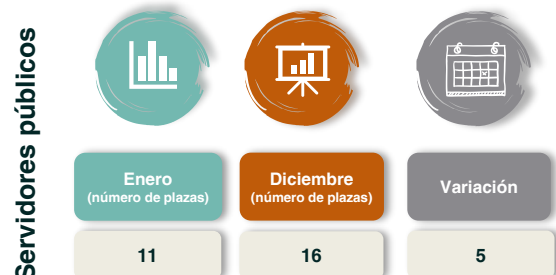 Servidores públicos
Enero
(número de plazas)
Diciembre
(número de plazas)
Variación
11
16
5